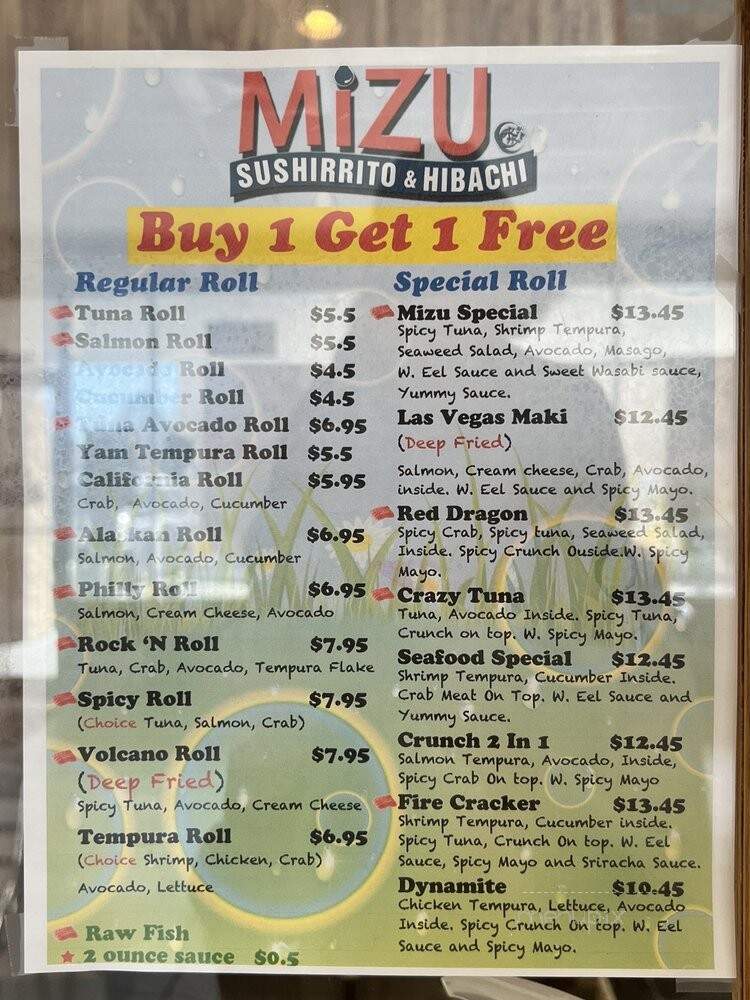 MiZU
SUSHIRRITO & HIBACHI
Buy 1 Get 1 Free
Regular Roll
Tuna Roll $5.5
Salmon Roll $5.5
Avocado Roll $4.5
Cucumber Roll $4.5
Tuna Avocado Roll $6.95
Yam Tempura Roll $5.5
California Roll $5.95
Crab, Avocado, Cucumber
Alaskan Roll $6.95
Salmon, Avocado, Cucumber
Philly Roll $6.95
Salmon, Cream Cheese, Avocado
Rock 'N Roll $7.95
Tuna, Crab, Avocado, Tempura Flake
Spicy Roll $7.95
(Choice Tuna, Salmon, Crab)
Volcano Roll $7.95
(Deep Fried)
Spicy Tuna, Avocado, Cream Cheese
Tempura Roll $6.95
(Choice Shrimp, Chicken, Crab)
Avocado, Lettuce
Raw Fish
2 ounce sauce $0.5
Special Roll
Mizu Special $13.45
Spicy Tuna, Shrimp Tempura,
Seaweed Salad, Avocado, Masago,
W. Eel Sauce and Sweet Wasabi sauce,
Yummy Sauce.
Las Vegas Maki $12.45
(Deep Fried)
Salmon, Cream cheese, Crab, Avocado,
inside. W. Eel Sauce and Spicy Mayo.
Red Dragon $13.45
Spicy Crab, Spicy tuna, Seaweed Salad,
Inside. Spicy Crunch Ouside.W. Spicy
Mayo.
Crazy Tuna $13.45
Tuna, Avocado Inside. Spicy Tuna,
Crunch on top. W. Spicy Mayo.
Seafood Special $12.45
Shrimp Tempura, Cucumber Inside.
Crab Meat On Top. W. Eel Sauce and
Yummy Sauce.
Crunch 2 In 1 $12.45
Salmon Tempura, Avocado, Inside,
Spicy Crab On top. W. Spicy Mayo
Fire Cracker $13.45
Shrimp Tempura, Cucumber inside.
Spicy Tuna, Crunch On top. W. Eel
Sauce, Spicy Mayo and Sriracha Sauce.
Dynamite $10.45
Chicken Tempura, Lettuce, Avocado
Inside. Spicy Crunch On top. W. Eel
Sauce and Spicy Mayo.